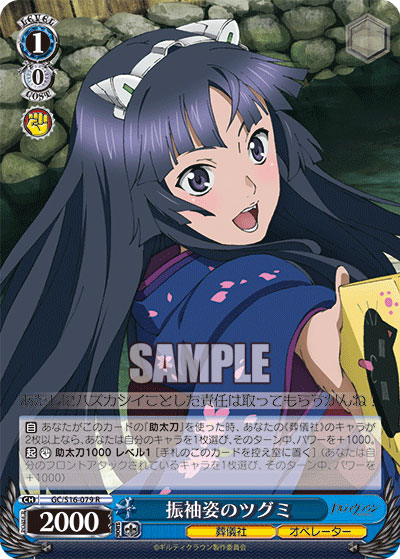 LEVEL
1
0
COST
SAMPLE
あたしにハズカシイことした責任は取ってもらうかんね!
自 あなたがこのカードの『助太刀』を使った時、あなたの《葬儀社》のキャラが
2枚以上なら、あなたは自分のキャラを1枚選び、そのターン中、パワーを+1000。
起 助太刀1000 レベル1 [手札のこのカードを控え室に置く] (あなたは自
分のフロントアタックされているキャラを1枚選び、そのターン中、パワーを
+1000)
CH
GC/S16-079 R
2000
振袖姿のツグミ
葬儀社
オペレーター
©ギルティクラウン製作委員会